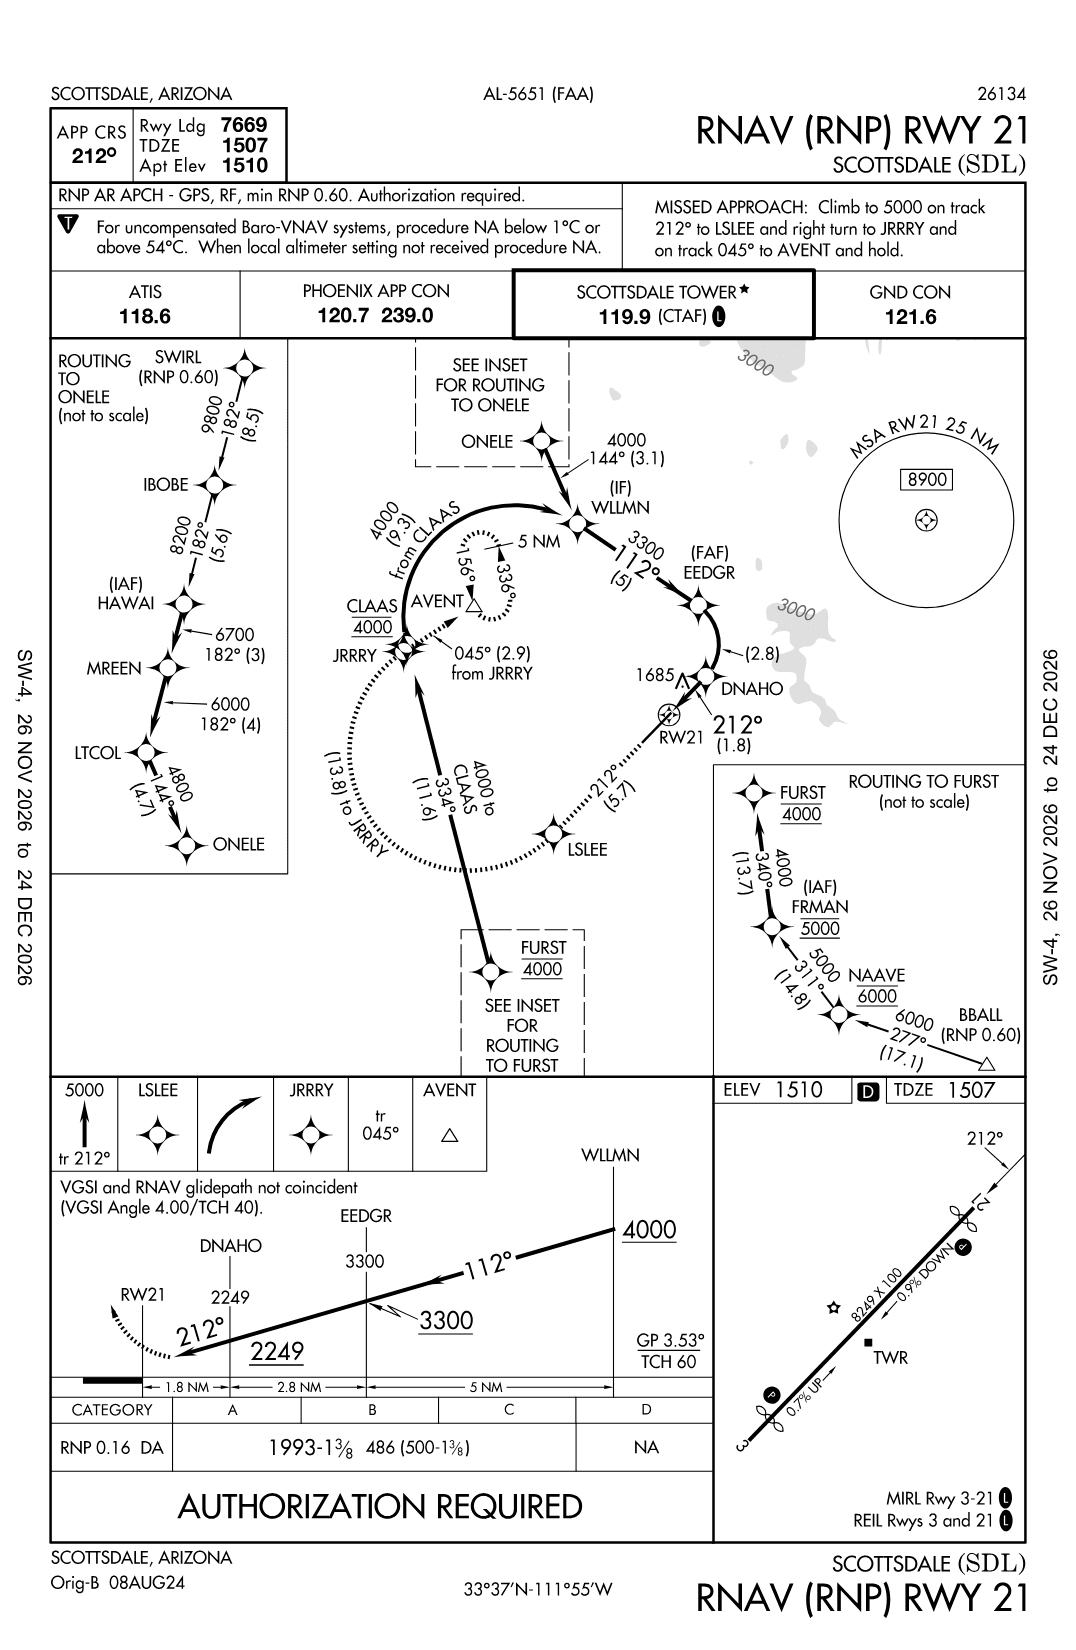 SCOTTSDALE, ARIZONA
AL-5651 (FAA)
26134
APP CRS
212°
Rwy Ldg 7669
TDZE 1507
Apt Elev 1510
RNAV (RNP) RWY 21
SCOTTSDALE (SDL)
RNP AR APCH - GPS, RF, min RNP 0.60. Authorization required.
T
For uncompensated Baro-VNAV systems, procedure NA below 1°C or
above 54°C. When local altimeter setting not received procedure NA.
MISSED APPROACH: Climb to 5000 on track
212° to LSLEE and right turn to JRRRY and
on track 045° to AVENT and hold.
ATIS
118.6
PHOENIX APP CON
120.7 239.0
SCOTTSDALE TOWER
119.9 (CTAF) L
GND CON
121.6
ROUTING
TO
ONELE
(not to scale)
SWIRL
(RNP 0.60)
9800
182°
(8.5)
IBOBE
8200
182°
(5.6)
(IAF)
HAWAI
6700
182° (3)
MREEN
6000
182° (4)
LTCOL
4800
144°
(4.7)
ONELE
SEE INSET
FOR ROUTING
TO ONELE
ONELE
4000
144° (3.1)
(IF)
WLLMN
4000
(9.3)
from CLAAS
5 NM
156°
336°
AVENT
CLAAS
4000
JRRRY
045° (2.9)
from JRRRY
3300
112°
(5)
(FAF)
EEDGR
(2.8)
1685
DNAHO
212°
(1.8)
RW21
212°
(5.7)
LSLEE
(13.8) to JRRRY
4000 to
CLAAS
334°
(11.6)
FURST
4000
SEE INSET
FOR
ROUTING
TO FURST
3000
3000
MSA RW21 25 NM
8900
FURST
4000
ROUTING TO FURST
(not to scale)
4000
340°
(13.7)
(IAF)
FRMAN
5000
5000
311°
(14.8)
NAAVE
6000
6000
277°
(17.1)
BBALL
(RNP 0.60)
SW-4, 26 NOV 2026 to 24 DEC 2026
SW-4, 26 NOV 2026 to 24 DEC 2026
5000
tr 212°
LSLEE
JRRRY
tr
045°
AVENT
VGSI and RNAV glidepath not coincident
(VGSI Angle 4.00/TCH 40).
WLLMN
4000
EEDGR
3300
112°
3300
DNAHO
2249
2249
RW21
212°
GP 3.53°
TCH 60
1.8 NM
2.8 NM
5 NM
CATEGORY A B C D
RNP 0.16 DA 1993-1⅜ 486 (500-1⅜) NA
AUTHORIZATION REQUIRED
ELEV 1510 D TDZE 1507
212°
21
P
0.9% DOWN
8249 X 100
TWR
P
0.7% UP
3
MIRL Rwy 3-21 L
REIL Rwys 3 and 21 L
SCOTTSDALE, ARIZONA
Orig-B 08AUG24
33°37'N-111°55'W
SCOTTSDALE (SDL)
RNAV (RNP) RWY 21